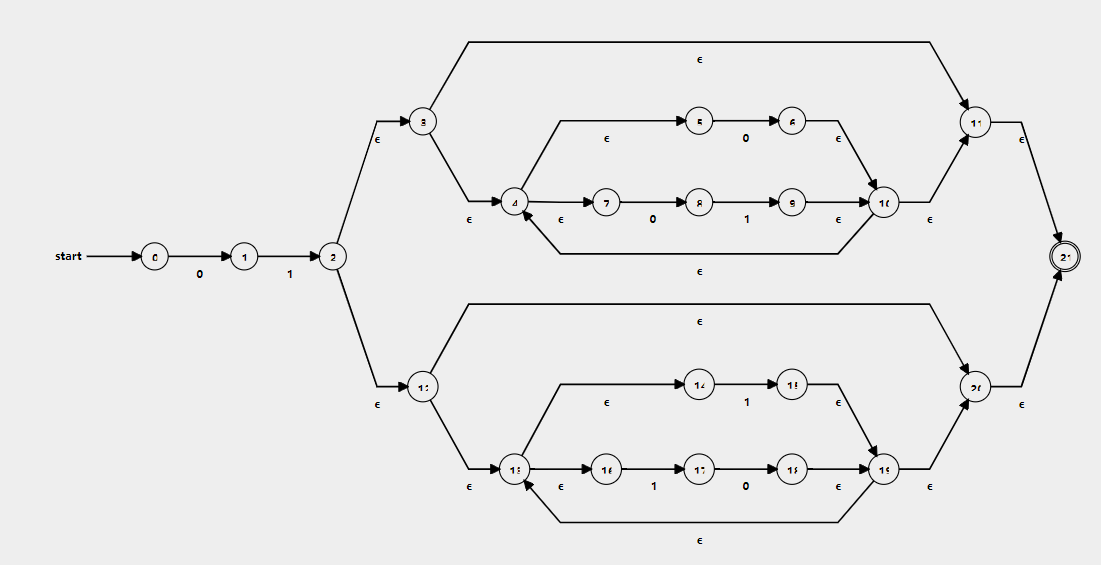 ϵ
3 5 6 11
ϵ ϵ 0 ϵ ϵ
4 7 8 9 10
ϵ ϵ 0 1 ϵ ϵ
start 0 1 2 21
0 1 ϵ
ϵ
12 14 15 20
ϵ ϵ 1 ϵ ϵ
13 16 17 18 19
ϵ ϵ 1 0 ϵ ϵ
ϵ